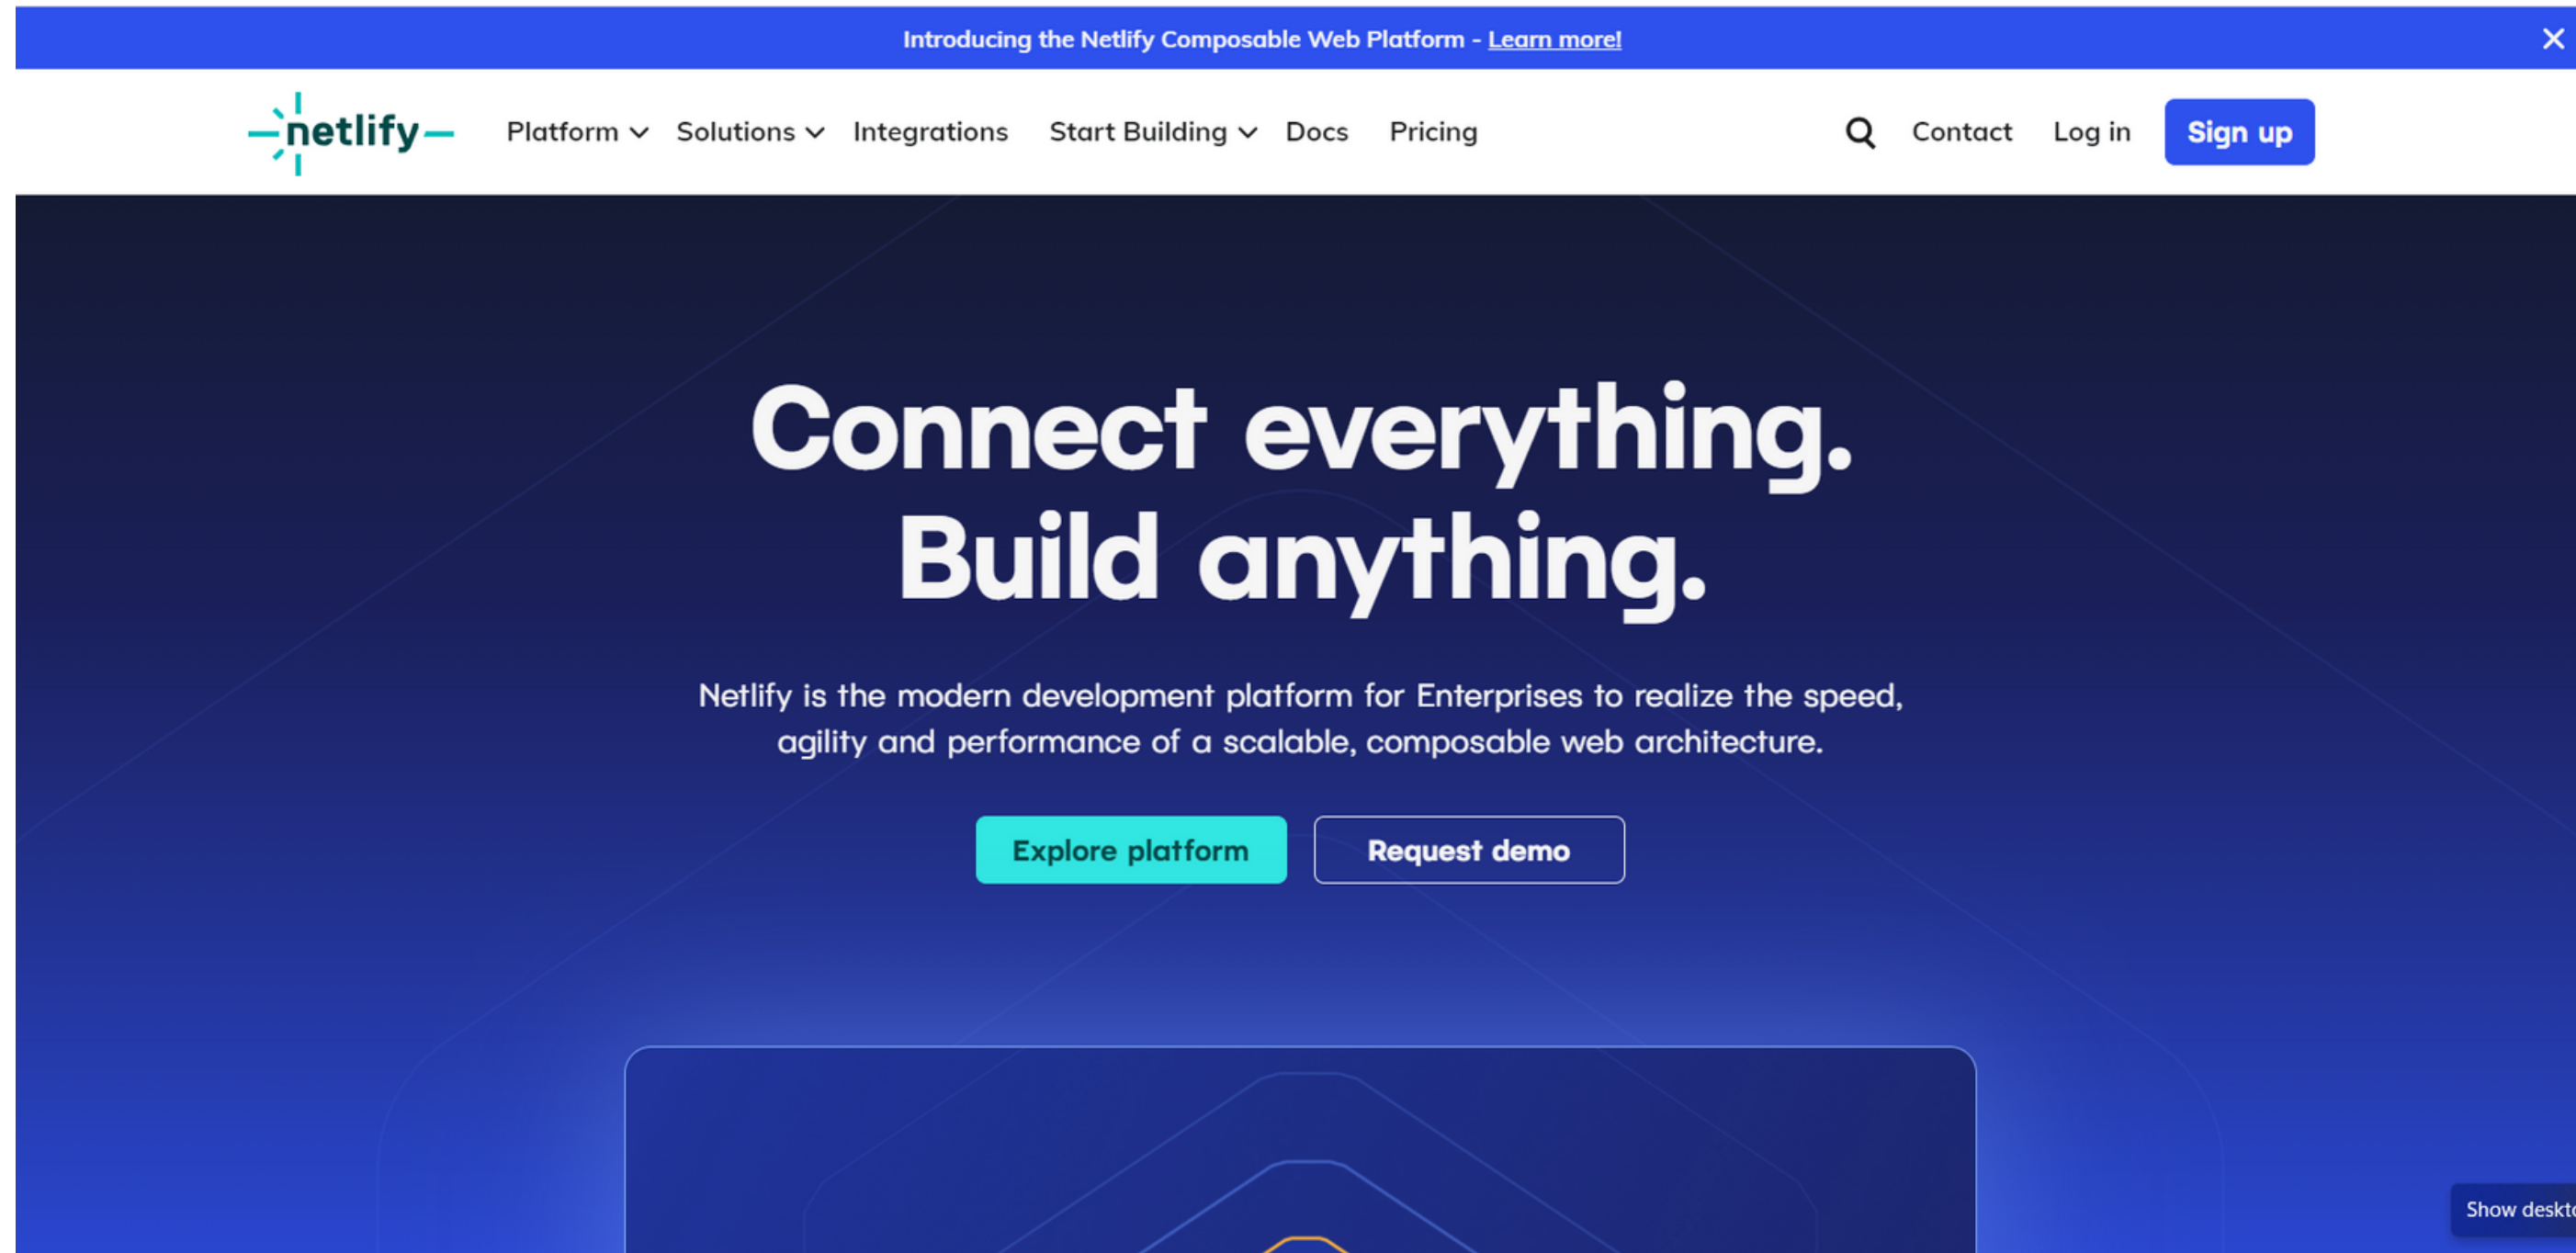 Introducing the Netlify Composable Web Platform - Learn more!
netlify Platform Solutions Integrations Start Building Docs Pricing Contact Log in Sign up
Connect everything.
Build anything.
Netlify is the modern development platform for Enterprises to realize the speed,
agility and performance of a scalable, composable web architecture.
Explore platform Request demo
Show